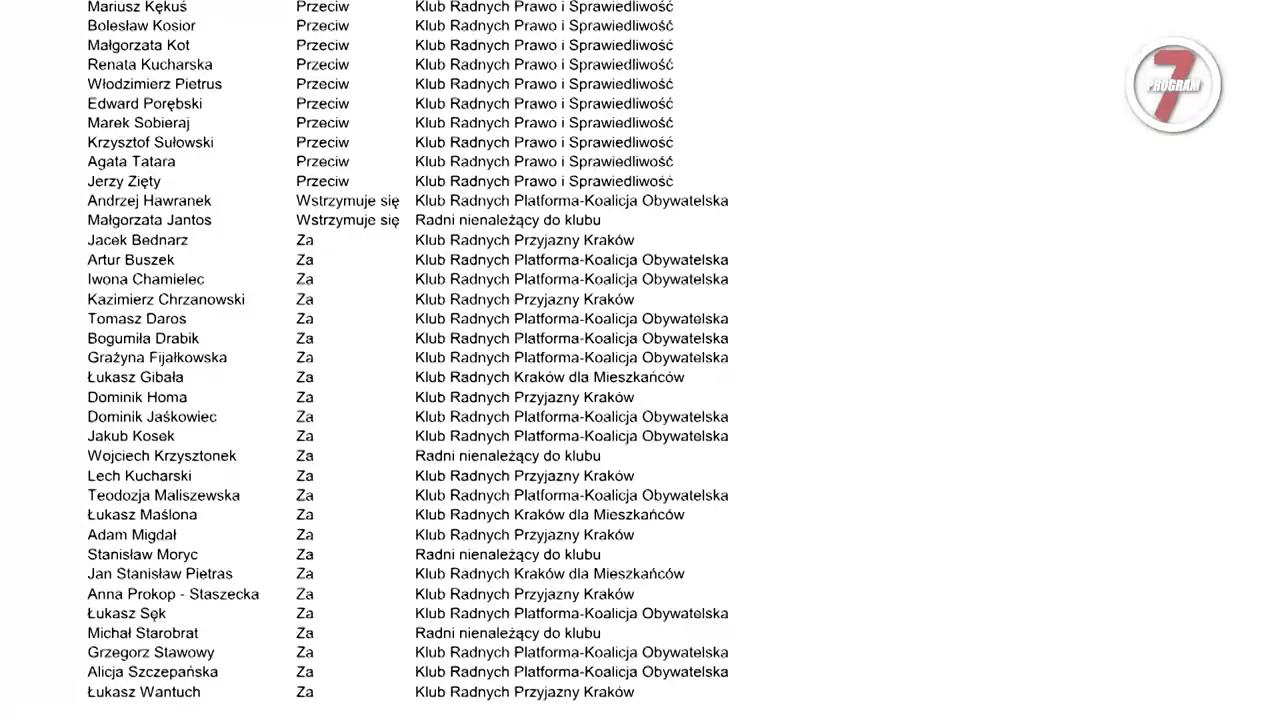 Mariusz Kękuś Przeciw Klub Radnych Prawo i Sprawiedliwość
Bolesław Kosior Przeciw Klub Radnych Prawo i Sprawiedliwość
Małgorzata Kot Przeciw Klub Radnych Prawo i Sprawiedliwość
Renata Kucharska Przeciw Klub Radnych Prawo i Sprawiedliwość
Włodzimierz Pietrus Przeciw Klub Radnych Prawo i Sprawiedliwość
Edward Porębski Przeciw Klub Radnych Prawo i Sprawiedliwość
Marek Sobieraj Przeciw Klub Radnych Prawo i Sprawiedliwość
Krzysztof Sułowski Przeciw Klub Radnych Prawo i Sprawiedliwość
Agata Tatara Przeciw Klub Radnych Prawo i Sprawiedliwość
Jerzy Zięty Przeciw Klub Radnych Prawo i Sprawiedliwość
Andrzej Hawranek Wstrzymuje się Klub Radnych Platforma-Koalicja Obywatelska
Małgorzata Jantos Wstrzymuje się Radni nienależący do klubu
Jacek Bednarz Za Klub Radnych Przyjazny Kraków
Artur Buszek Za Klub Radnych Platforma-Koalicja Obywatelska
Iwona Chamielec Za Klub Radnych Platforma-Koalicja Obywatelska
Kazimierz Chrzanowski Za Klub Radnych Przyjazny Kraków
Tomasz Daros Za Klub Radnych Platforma-Koalicja Obywatelska
Bogumiła Drabik Za Klub Radnych Platforma-Koalicja Obywatelska
Grażyna Fijałkowska Za Klub Radnych Platforma-Koalicja Obywatelska
Łukasz Gibała Za Klub Radnych Kraków dla Mieszkańców
Dominik Homa Za Klub Radnych Przyjazny Kraków
Dominik Jaśkowiec Za Klub Radnych Platforma-Koalicja Obywatelska
Jakub Kosek Za Klub Radnych Platforma-Koalicja Obywatelska
Wojciech Krzysztonek Za Radni nienależący do klubu
Lech Kucharski Za Klub Radnych Przyjazny Kraków
Teodozja Maliszewska Za Klub Radnych Platforma-Koalicja Obywatelska
Łukasz Maślona Za Klub Radnych Kraków dla Mieszkańców
Adam Migdał Za Klub Radnych Przyjazny Kraków
Stanisław Moryc Za Radni nienależący do klubu
Jan Stanisław Pietras Za Klub Radnych Kraków dla Mieszkańców
Anna Prokop - Staszecka Za Klub Radnych Przyjazny Kraków
Łukasz Sęk Za Klub Radnych Platforma-Koalicja Obywatelska
Michał Starobrat Za Radni nienależący do klubu
Grzegorz Stawowy Za Klub Radnych Platforma-Koalicja Obywatelska
Alicja Szczepańska Za Klub Radnych Platforma-Koalicja Obywatelska
Łukasz Wantuch Za Klub Radnych Przyjazny Kraków
7
PROGRAM